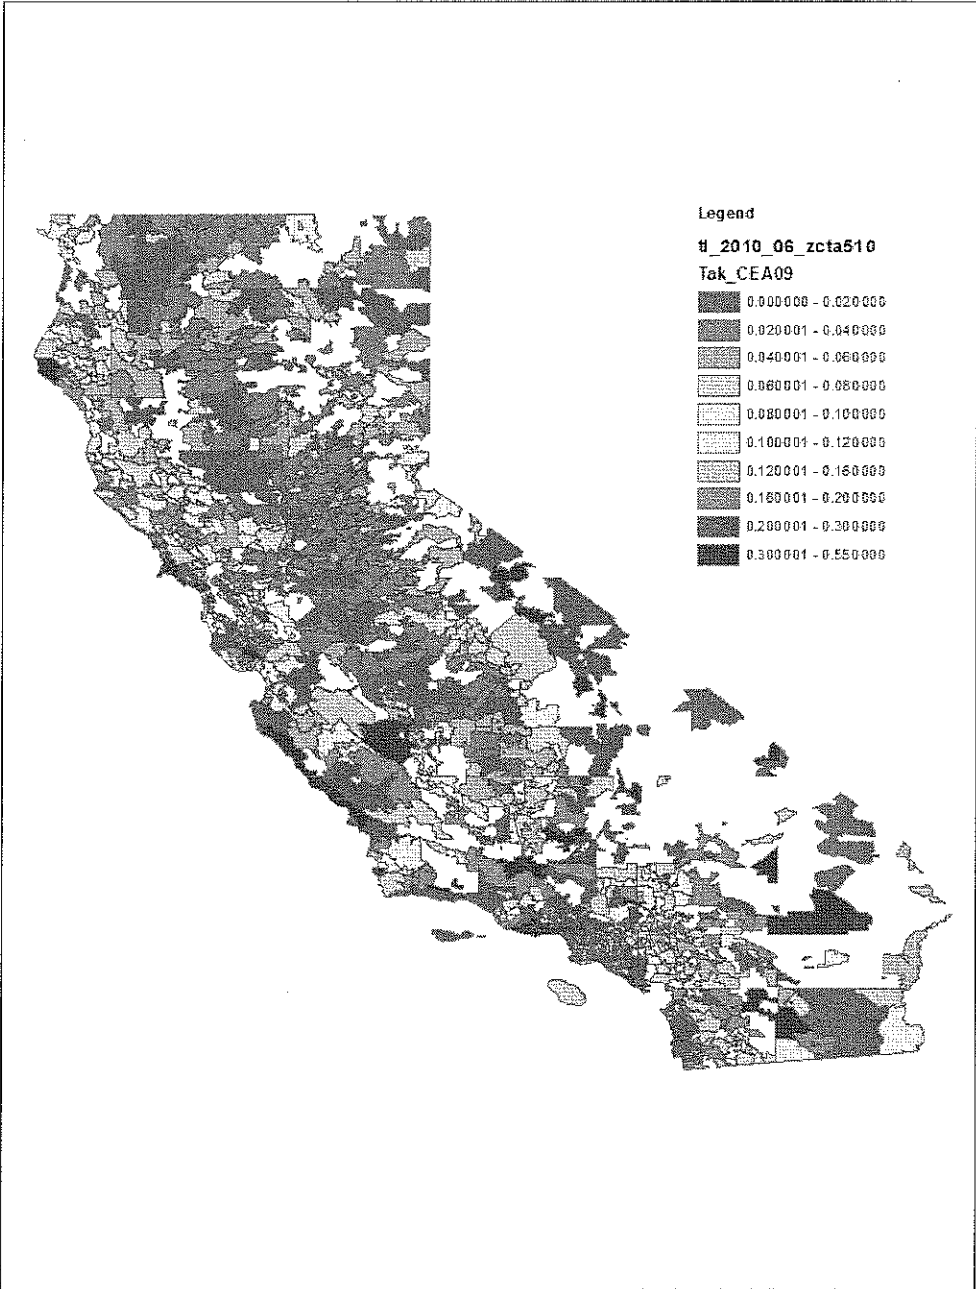 Legend
tl_2010_06_zcta510
Tak_CEA09
0.000000 - 0.020000
0.020001 - 0.040000
0.040001 - 0.060000
0.060001 - 0.080000
0.080001 - 0.100000
0.100001 - 0.120000
0.120001 - 0.160000
0.160001 - 0.200000
0.200001 - 0.300000
0.300001 - 0.550000